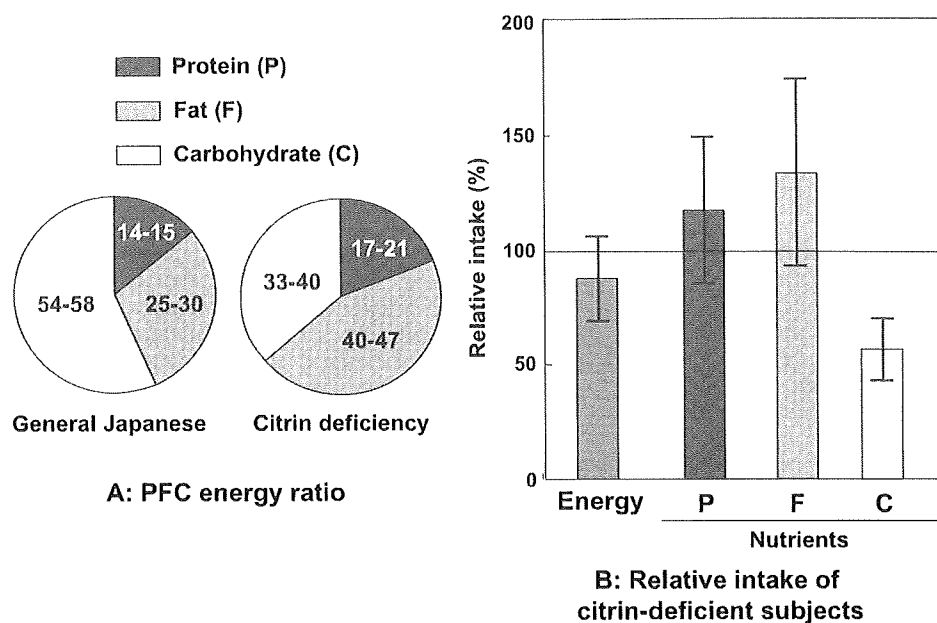 Protein (P)
Fat (F)
Carbohydrate (C)
14-15
25-30
54-58
General Japanese
17-21
40-47
33-40
Citrin deficiency
A: PFC energy ratio
Relative intake (%)
200
150
100
50
0
Energy
P
F
C
Nutrients
B: Relative intake of
citrin-deficient subjects